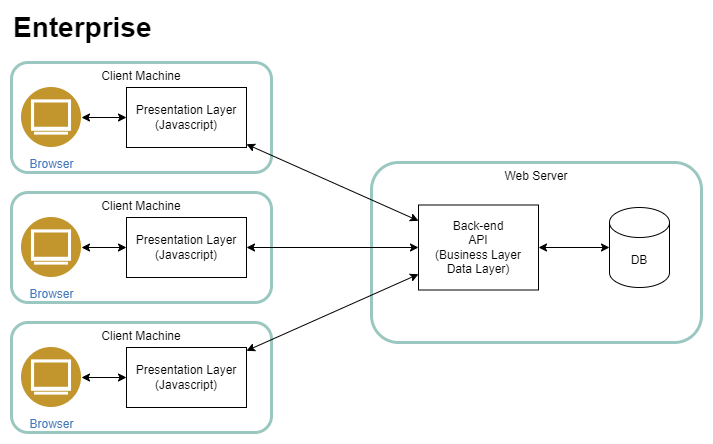 Enterprise
Client Machine
Presentation Layer
(Javascript)
Browser
Client Machine
Presentation Layer
(Javascript)
Browser
Client Machine
Presentation Layer
(Javascript)
Browser
Web Server
Back-end
API
(Business Layer
Data Layer)
DB